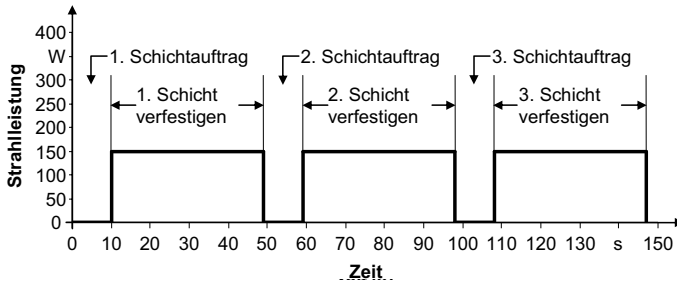 Strahlleistung
400
W
300
250
200
150
100
50
0
1. Schichtauftrag
2. Schichtauftrag
3. Schichtauftrag
1. Schicht
verfestigen
2. Schicht
verfestigen
3. Schicht
verfestigen
0 10 20 30 40 50 60 70 80 90 100 110 120 130 s 150
Zeit